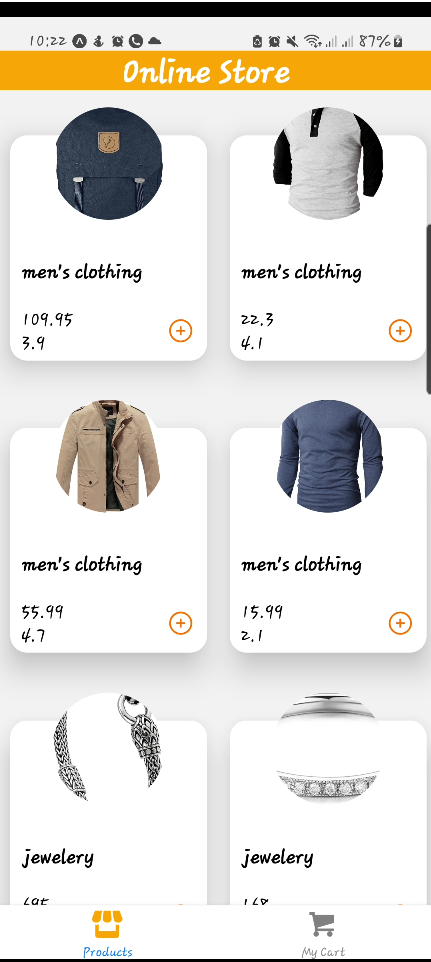 10:22 87%
Online Store
men's clothing
109.95
3.9
men's clothing
22.3
4.1
men's clothing
55.99
4.7
men's clothing
15.99
2.1
jewelery
695
jewelery
168
Products
My Cart